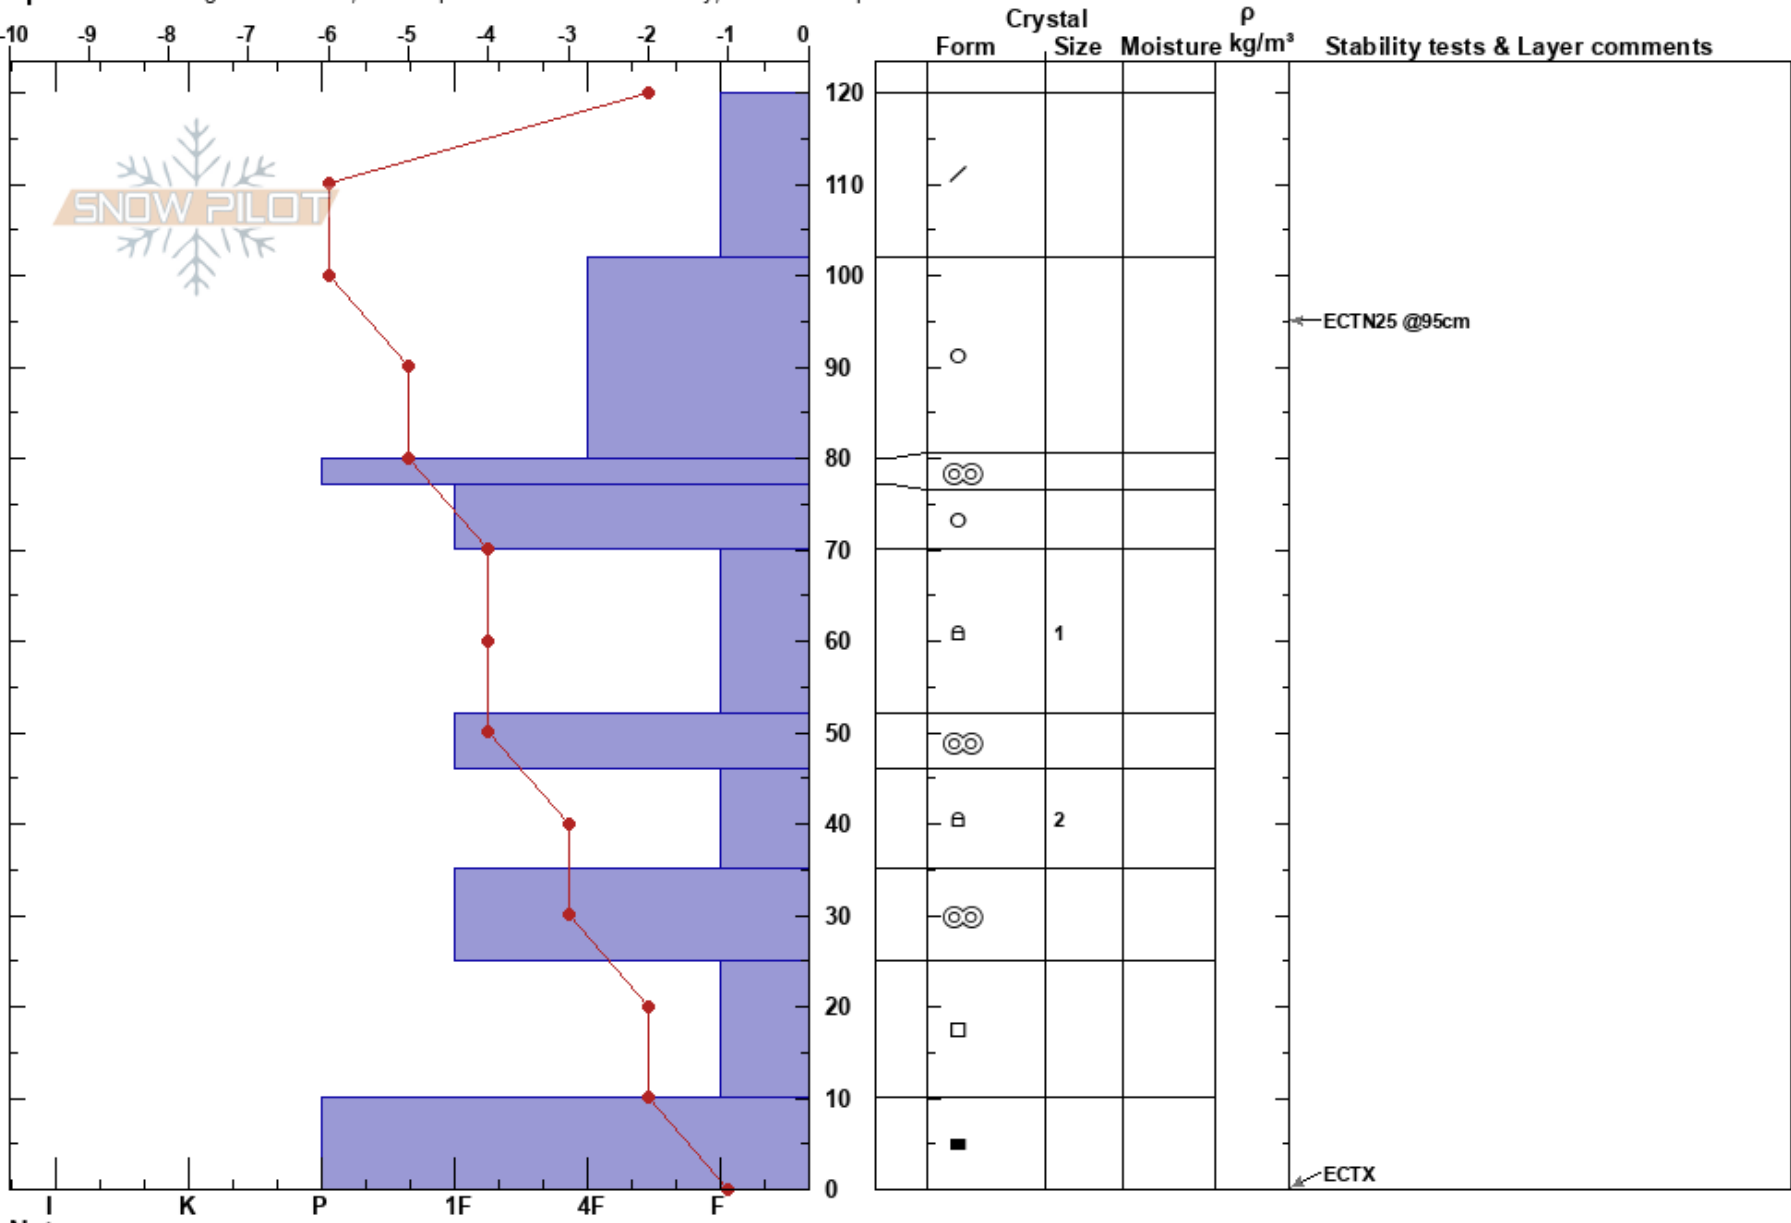 Crystal ρ
-10 -9 -8 -7 -6 -5 -4 -3 -2 -1 0 Form Size Moisture kg/m³ Stability tests & Layer comments
120
110
SNOW PILOT
100
ECTN25 @95cm
90
80
70
60 1
50
40 2
30
20
10
ECTX
0
I K P 1F 4F F